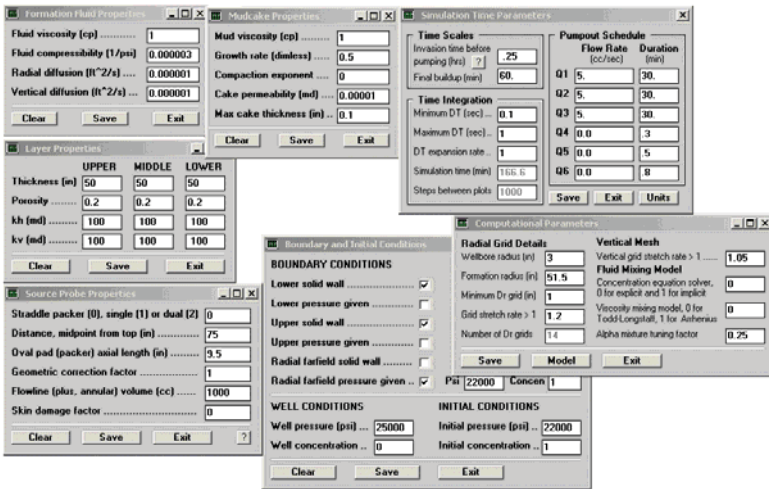 Formation Fluid Properties
Fluid viscosity (cp) ........ 1
Fluid compressibility (1/psi) 0.000003
Radial diffusion (ft^2/s) ..... 0.000001
Vertical diffusion (ft^2/s) .... 0.000001
Clear Save Exit
Mudcake Properties
Mud viscosity (cp) ...... 1
Growth rate (dimless) ... 0.5
Compaction exponent .... 0
Cake permeability (md) .. 0.00001
Max cake thickness (in) .. 0.1
Clear Save Exit
Simulation Time Parameters
Time Scales
Invasion time before
pumping (hrs) ? .25
Final buildup (min) 60.
Time Integration
Minimum DT (sec) ... 0.1
Maximum DT (sec) ... 1
DT expansion rate .. 1
Simulation time (min) 166.6
Steps between plots 1000
Pumpout Schedule
Flow Rate Duration
(cc/sec) (min)
Q1 5. 30.
Q2 5. 30.
Q3 5. 30.
Q4 0.0 .3
Q5 0.0 .5
Q6 0.0 .8
Save Exit Units
Layer Properties
UPPER MIDDLE LOWER
Thickness (in) 50 50 50
Porosity ......... 0.2 0.2 0.2
kh (md) ......... 100 100 100
kv (md) ......... 100 100 100
Clear Save Exit
Source Probe Properties
Straddle packer (0), single (1) or dual (2) 0
Distance, midpoint from top (in) ........ 75
Oval pad (packer) axial length (in) ...... 9.5
Geometric correction factor ............ 1
Flowline (plus, annular) volume (cc) ...... 1000
Skin damage factor ............ 0
Clear Save Exit ?
Boundary and Initial Conditions
BOUNDARY CONDITIONS
Lower solid wall ..................
Lower pressure given ............
Upper solid wall ..................
Upper pressure given ............
Radial farfield solid wall ........
Radial farfield pressure given .. Psi 22000 Concen 1
WELL CONDITIONS
Well pressure (psi) ... 25000
Well concentration .. 0
INITIAL CONDITIONS
Initial pressure (psi) .. 22000
Initial concentration .. 1
Clear Save Exit
Computational Parameters
Radial Grid Details
Wellbore radius (in) 3
Formation radius (in) 51.5
Minimum Dr grid (in) 1
Grid stretch rate > 1 ..... 1.2
Number of Dr grids 14
Vertical Mesh
Vertical grid stretch rate > 1 ...... 1.05
Fluid Mixing Model
Concentration equation solver,
0 for explicit and 1 for implicit 0
Viscosity mixing model, 0 for
Todd-Longstaff, 1 for Arrhenius 0
Alpha mixture tuning factor 0.25
Save Model Exit